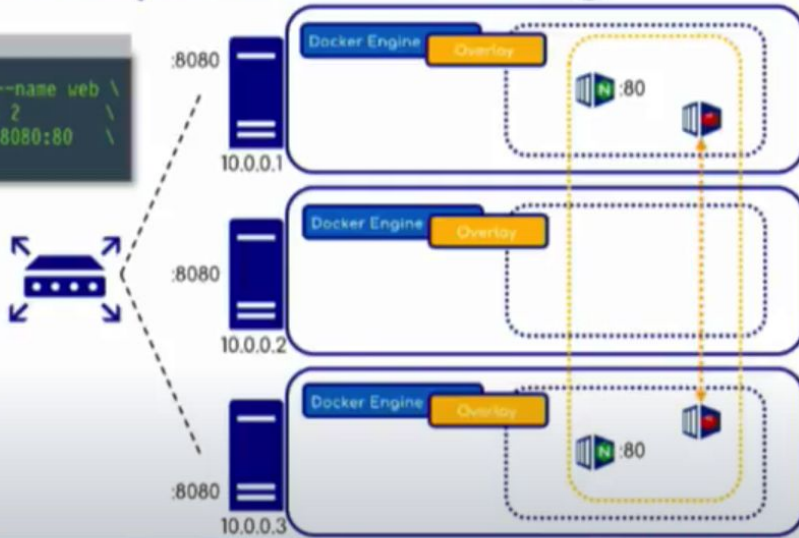 --name web \
2 \
8080:80 \
:8080
10.0.0.1
Docker Engine
Overlay
N :80
:8080
10.0.0.2
Docker Engine
Overlay
:8080
10.0.0.3
Docker Engine
Overlay
N :80